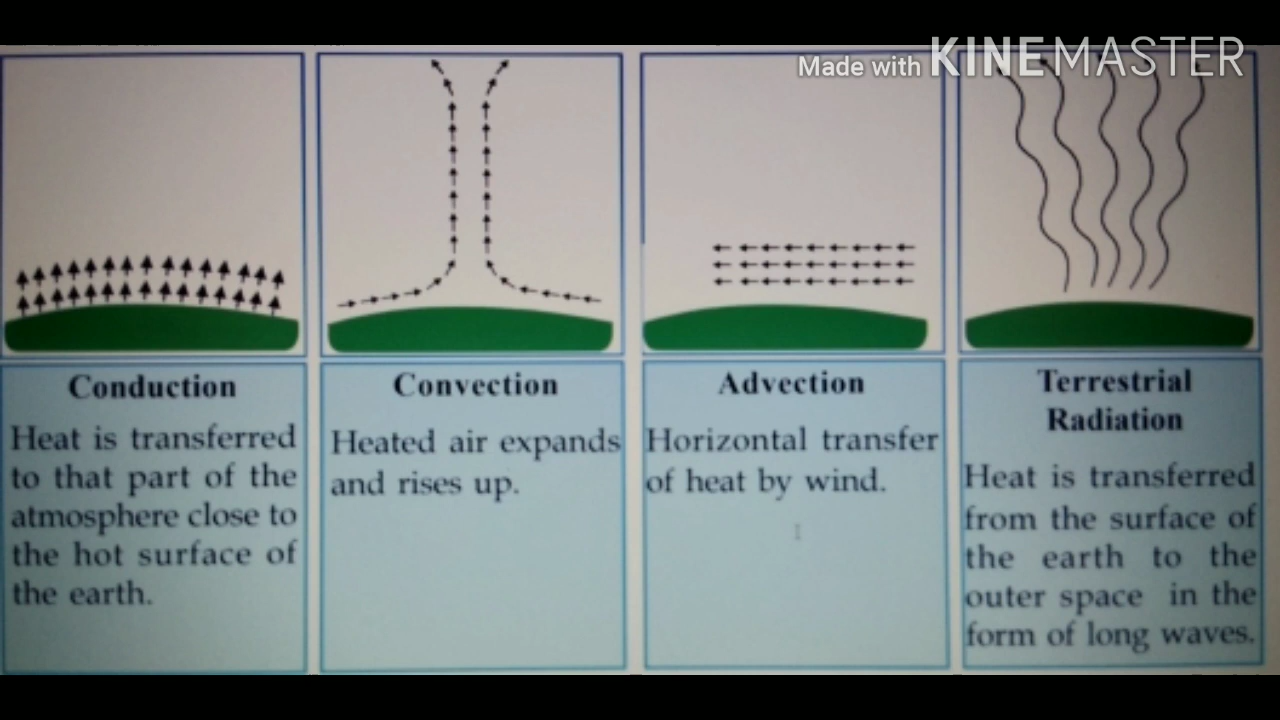 Made with KINEMASTER
Conduction
Heat is transferred
to that part of the
atmosphere close to
the hot surface of
the earth.
Convection
Heated air expands
and rises up.
Advection
Horizontal transfer
of heat by wind.
Terrestrial
Radiation
Heat is transferred
from the surface of
the earth to the
outer space in the
form of long waves.